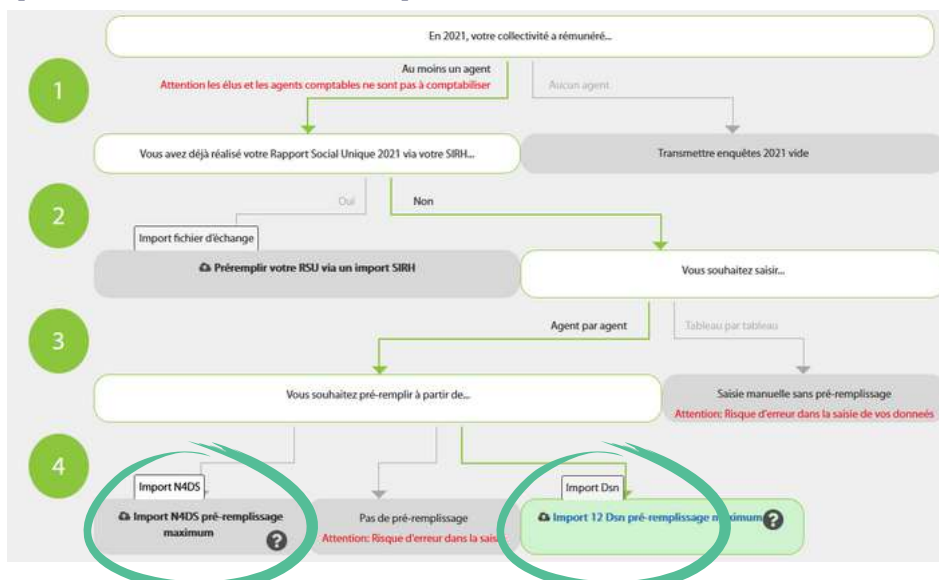 En 2021, votre collectivité a rémunéré...
1
Au moins un agent
Attention les élus et les agents comptables ne sont pas à comptabiliser
Aucun agent
Vous avez déjà réalisé votre Rapport Social Unique 2021 via votre SIRH...
Transmettre enquêtes 2021 vide
2
Oui
Non
Import fichier d'échange
Préremplir votre RSU via un import SIRH
Vous souhaitez saisir...
3
Agent par agent
Tableau par tableau
Vous souhaitez pré-remplir à partir de...
Saisie manuelle sans pré-remplissage
Attention: Risque d'erreur dans la saisie de vos donneés
4
Import N4DS
Import Dsn
Import N4DS pré-remplissage
maximum
?
Pas de pré-remplissage
Attention: Risque d'erreur dans la
Import 12 Dsn pré-remplissage maximum
?